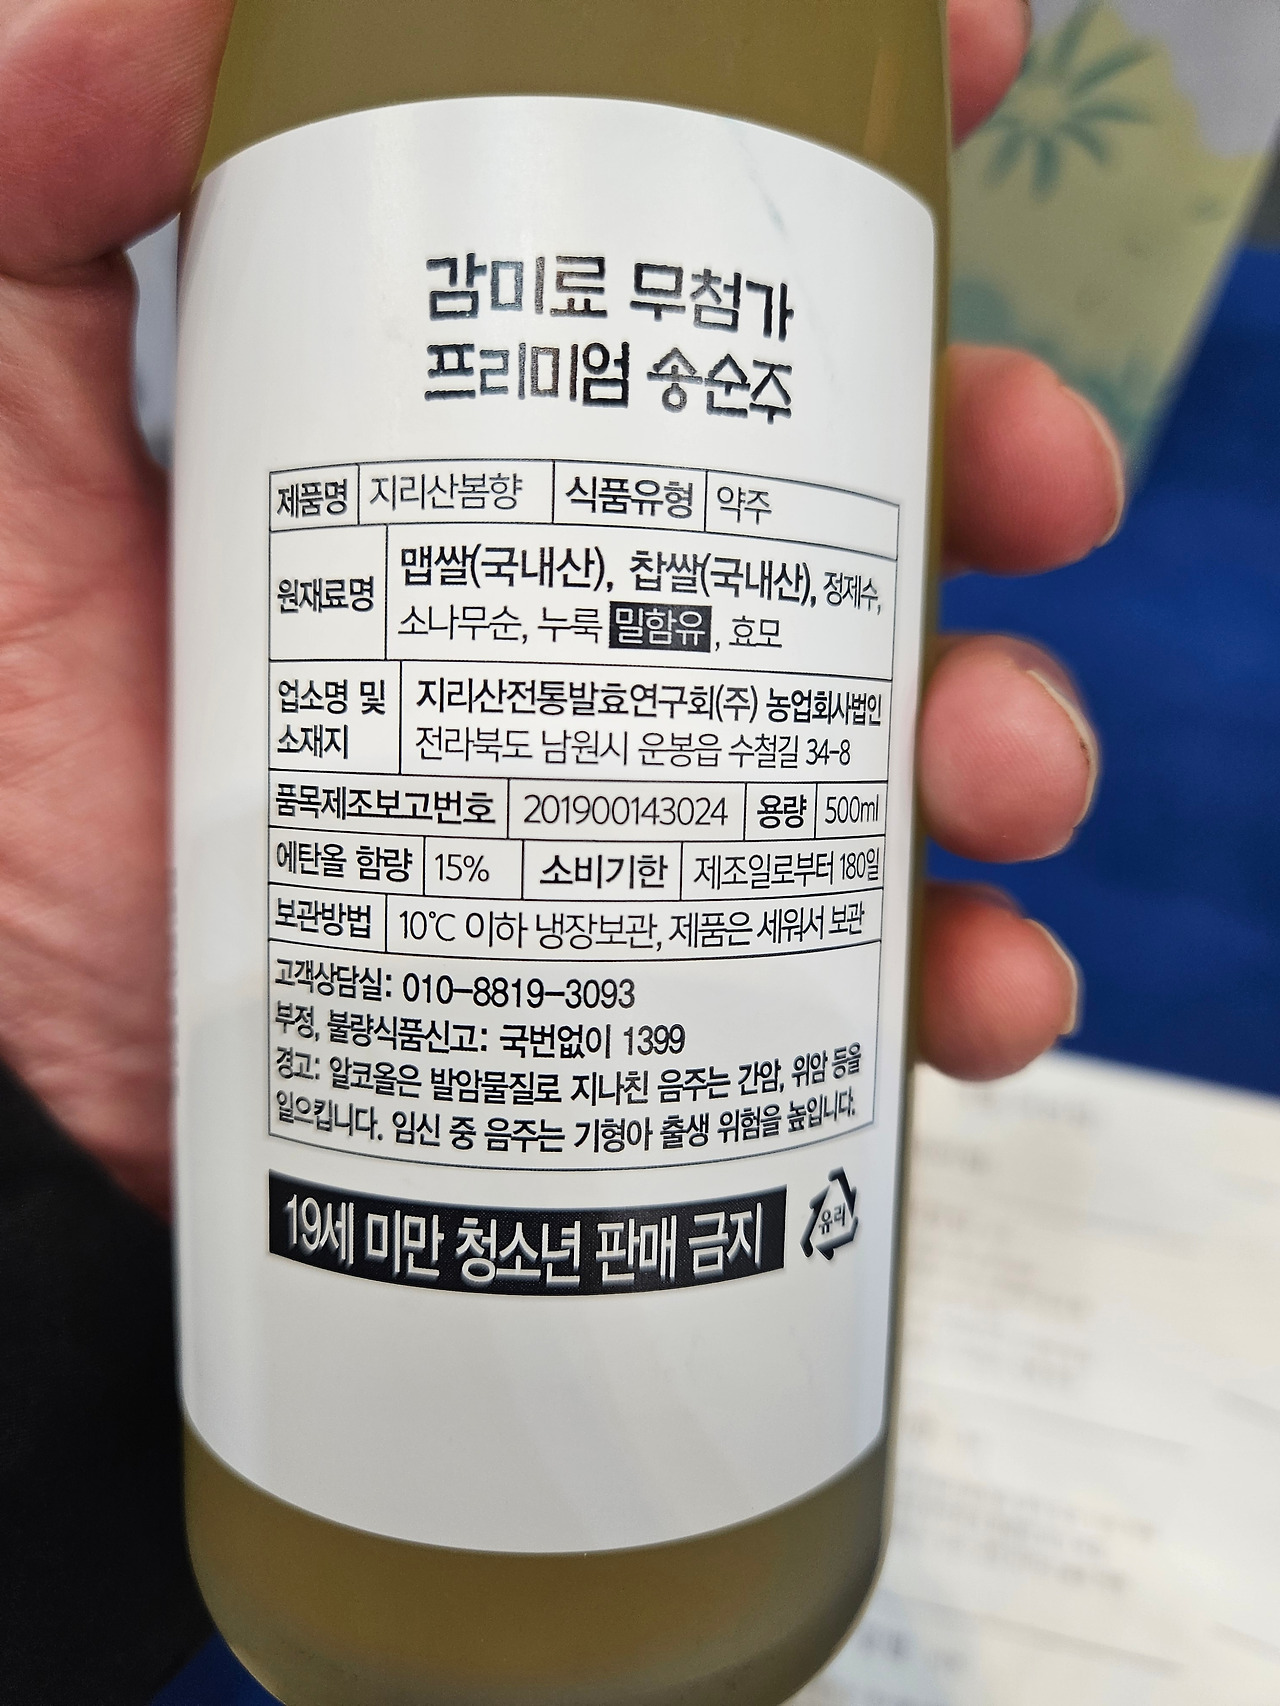 감미료 무첨가
프리미엄 송순주
제품명 지리산봄향 식품유형 약주
원재료명 맵쌀(국내산), 찹쌀(국내산), 정제수,
소나무순, 누룩 밀함유, 효모
업소명 및 소재지 지리산전통발효연구회(주) 농업회사법인
전라북도 남원시 운봉읍 수철길 34-8
품목제조보고번호 201900143024 용량 500ml
에탄올 함량 15% 소비기한 제조일로부터 180일
보관방법 10℃ 이하 냉장보관, 제품은 세워서 보관
고객상담실: 010-8819-3093
부정, 불량식품신고: 국번없이 1399
경고: 알코올은 발암물질로 지나친 음주는 간암, 위암 등을
일으킵니다. 임신 중 음주는 기형아 출생 위험을 높입니다.
19세 미만 청소년 판매 금지
유리